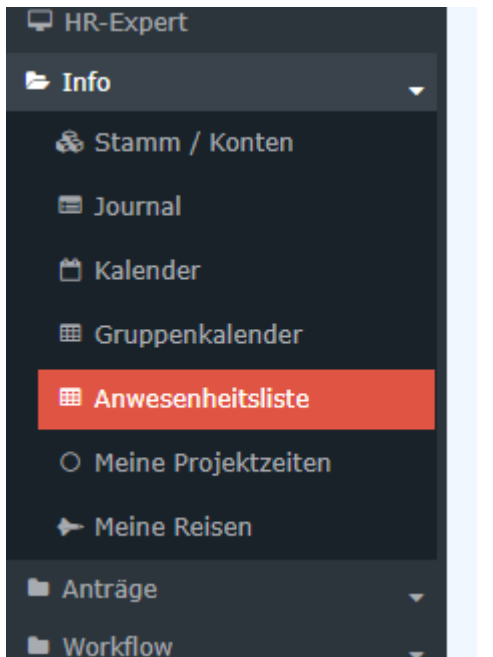 HR-Expert
Info
Stamm / Konten
Journal
Kalender
Gruppenkalender
Anwesenheitsliste
Meine Projektzeiten
Meine Reisen
Anträge
Workflow